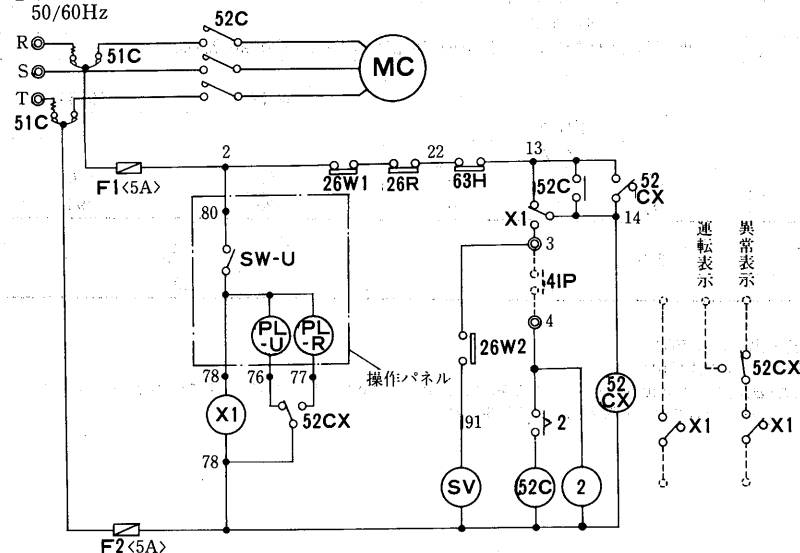 50/60Hz
52C
R
51C
S
MC
T
51C
2
22
13
F1<5A>
26W1
26R
63H
52C
52
CX
80
X1
14
SW-U
3
運転表示
異常表示
41P
PL
-U
PL
-R
4
26W2
78
76
77
操作パネル
52CX
X1
52CX
52
CX
91
2
X1
X1
78
SV
52C
2
F2<5A>